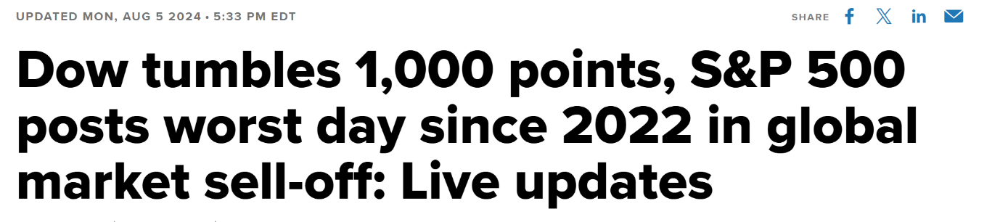 UPDATED MON, AUG 5 2024 • 5:33 PM EDT
SHARE
Dow tumbles 1,000 points, S&P 500
posts worst day since 2022 in global
market sell-off: Live updates